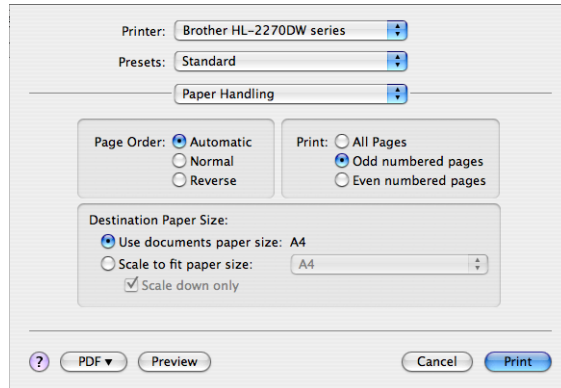 Printer: Brother HL-2270DW series
Presets: Standard
Paper Handling
Page Order: Automatic
Normal
Reverse
Print: All Pages
Odd numbered pages
Even numbered pages
Destination Paper Size:
Use documents paper size: A4
Scale to fit paper size: A4
Scale down only
? PDF ▼ Preview Cancel Print